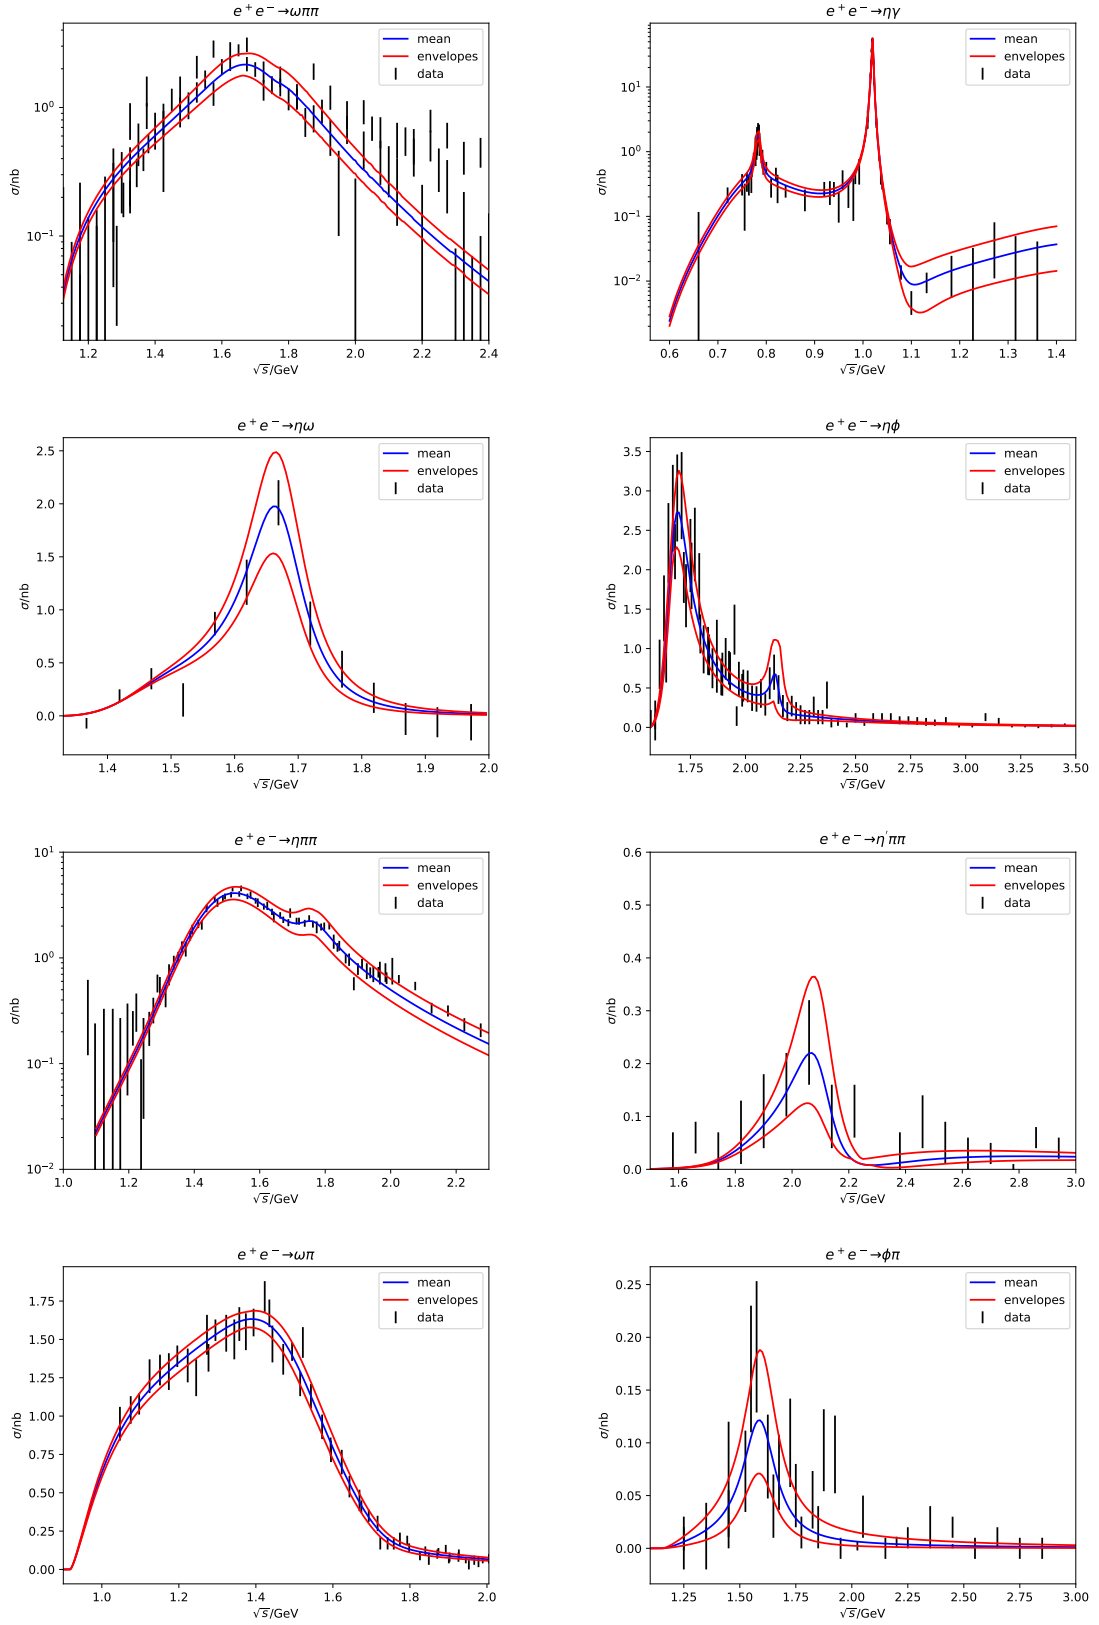 e⁺e⁻→ωππ
σ/nb
10⁰
10⁻¹
mean
envelopes
data
1.2 1.4 1.6 1.8 2.0 2.2 2.4
√s/GeV
e⁺e⁻→ηγ
σ/nb
10¹
10⁰
10⁻¹
10⁻²
mean
envelopes
data
0.6 0.7 0.8 0.9 1.0 1.1 1.2 1.3 1.4
√s/GeV
e⁺e⁻→ηω
σ/nb
2.5
2.0
1.5
1.0
0.5
0.0
mean
envelopes
data
1.4 1.5 1.6 1.7 1.8 1.9 2.0
√s/GeV
e⁺e⁻→ηϕ
σ/nb
3.5
3.0
2.5
2.0
1.5
1.0
0.5
0.0
mean
envelopes
data
1.75 2.00 2.25 2.50 2.75 3.00 3.25 3.50
√s/GeV
e⁺e⁻→ηππ
σ/nb
10¹
10⁰
10⁻¹
10⁻²
mean
envelopes
data
1.0 1.2 1.4 1.6 1.8 2.0 2.2
√s/GeV
e⁺e⁻→η′ππ
σ/nb
0.6
0.5
0.4
0.3
0.2
0.1
0.0
mean
envelopes
data
1.6 1.8 2.0 2.2 2.4 2.6 2.8 3.0
√s/GeV
e⁺e⁻→ωπ
σ/nb
1.75
1.50
1.25
1.00
0.75
0.50
0.25
0.00
mean
envelopes
data
1.0 1.2 1.4 1.6 1.8 2.0
√s/GeV
e⁺e⁻→ϕπ
σ/nb
0.25
0.20
0.15
0.10
0.05
0.00
mean
envelopes
data
1.25 1.50 1.75 2.00 2.25 2.50 2.75 3.00
√s/GeV